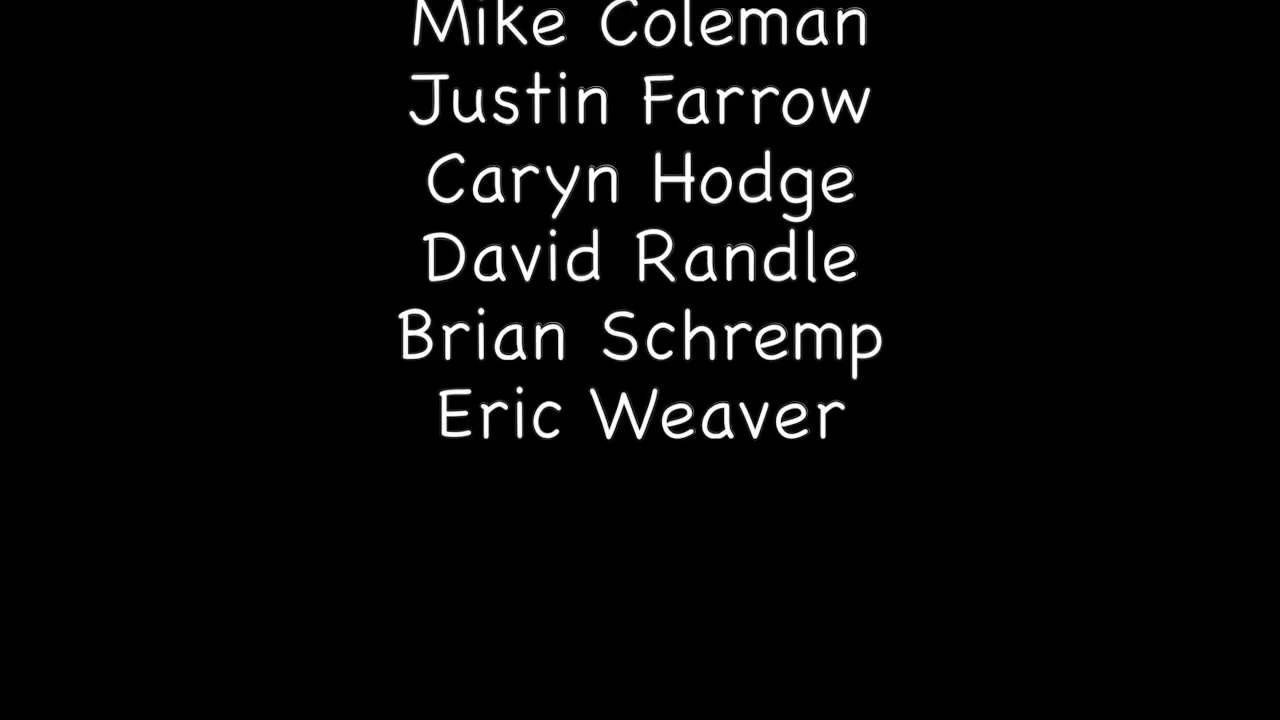 Mike Coleman
Justin Farrow
Caryn Hodge
David Randle
Brian Schremp
Eric Weaver